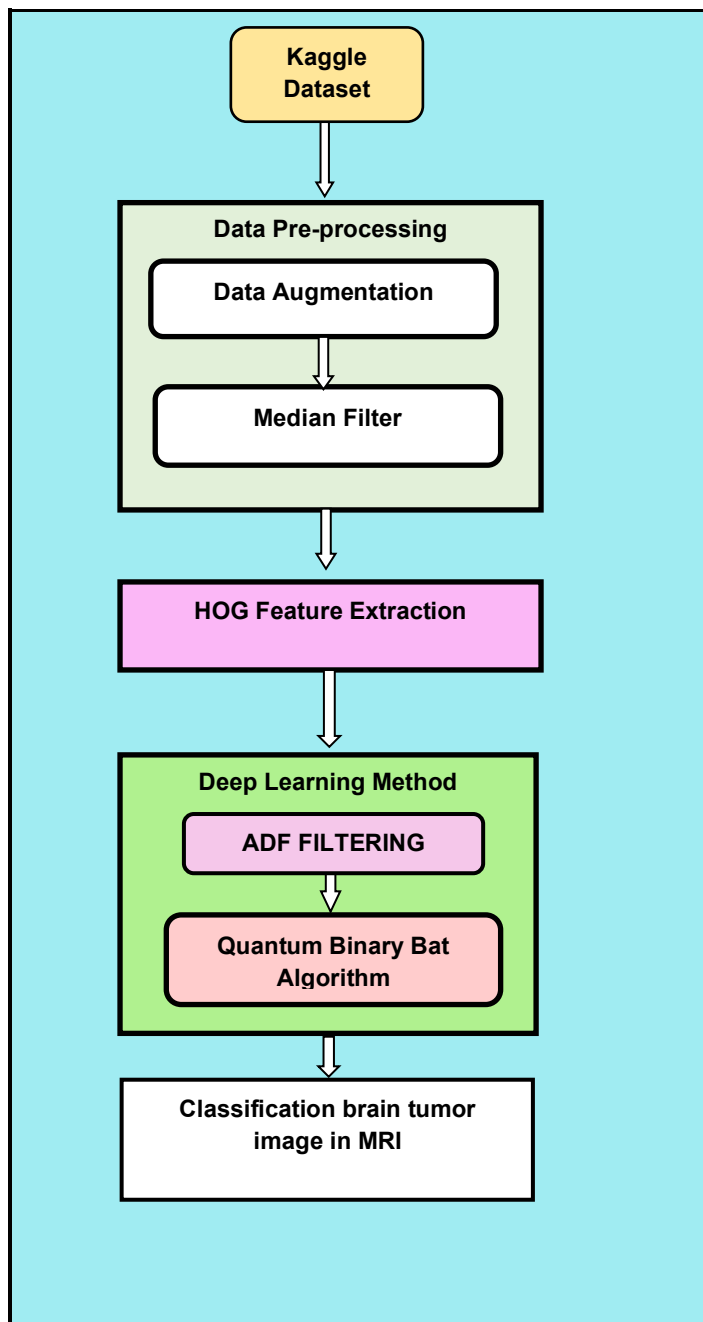 Kaggle
Dataset
Data Pre-processing
Data Augmentation
Median Filter
HOG Feature Extraction
Deep Learning Method
ADF FILTERING
Quantum Binary Bat
Algorithm
Classification brain tumor
image in MRI